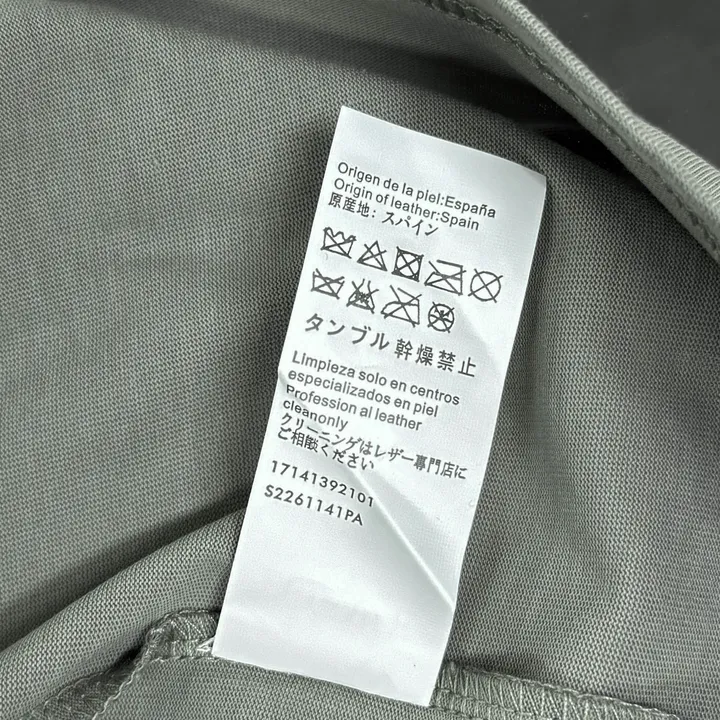 Origen de la piel:España
Origin of leather:Spain
原産地: スパイン
タンブル 幹燥禁止
Limpieza solo en centros
especializados en piel
Profession al leather
cleanonly
クリーニングはレザー專門店に
ご相談ください
17141392101
S2261141PA